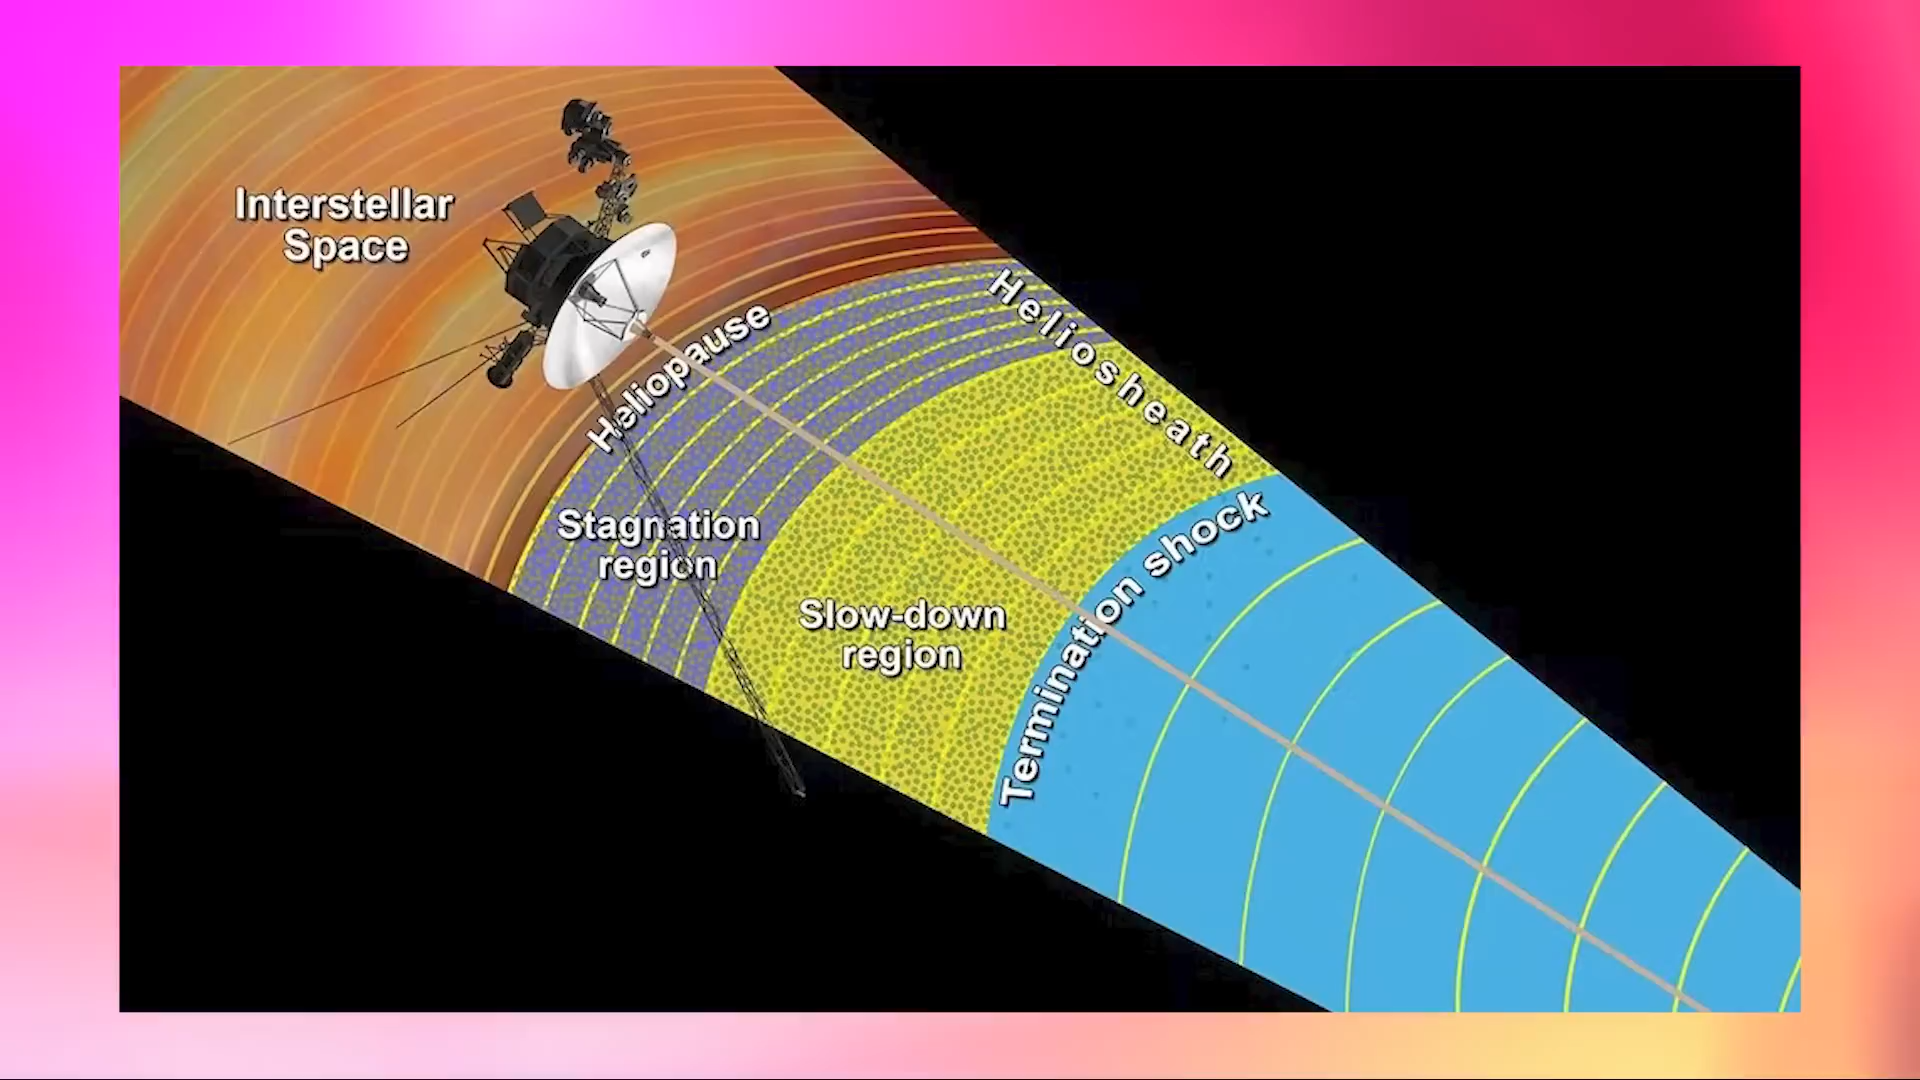 Interstellar
Space
Heliopause
Heliosheath
Stagnation
region
Slow-down
region
Termination shock